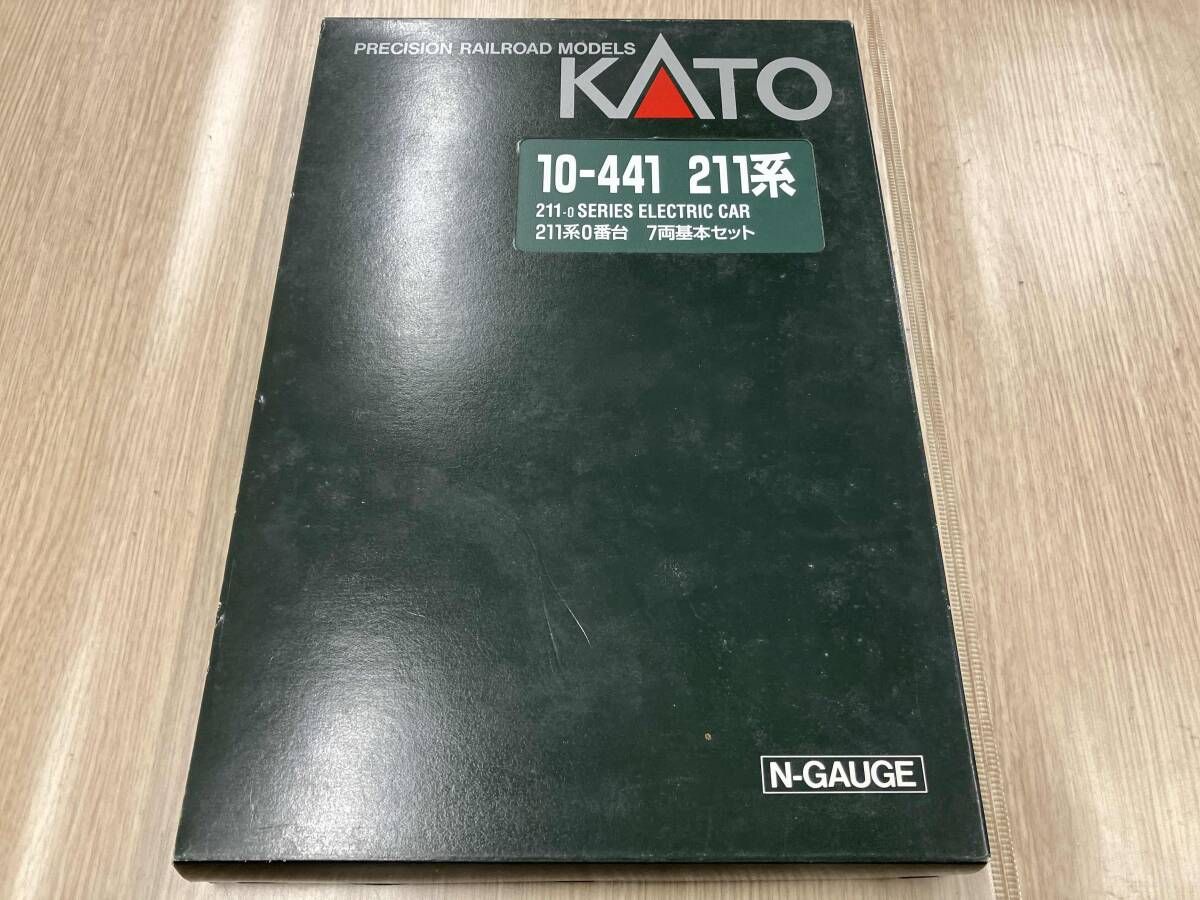 PRECISION RAILROAD MODELS
KATO
10-441 211系
211-0 SERIES ELECTRIC CAR
211系0番台 7両基本セット
N-GAUGE